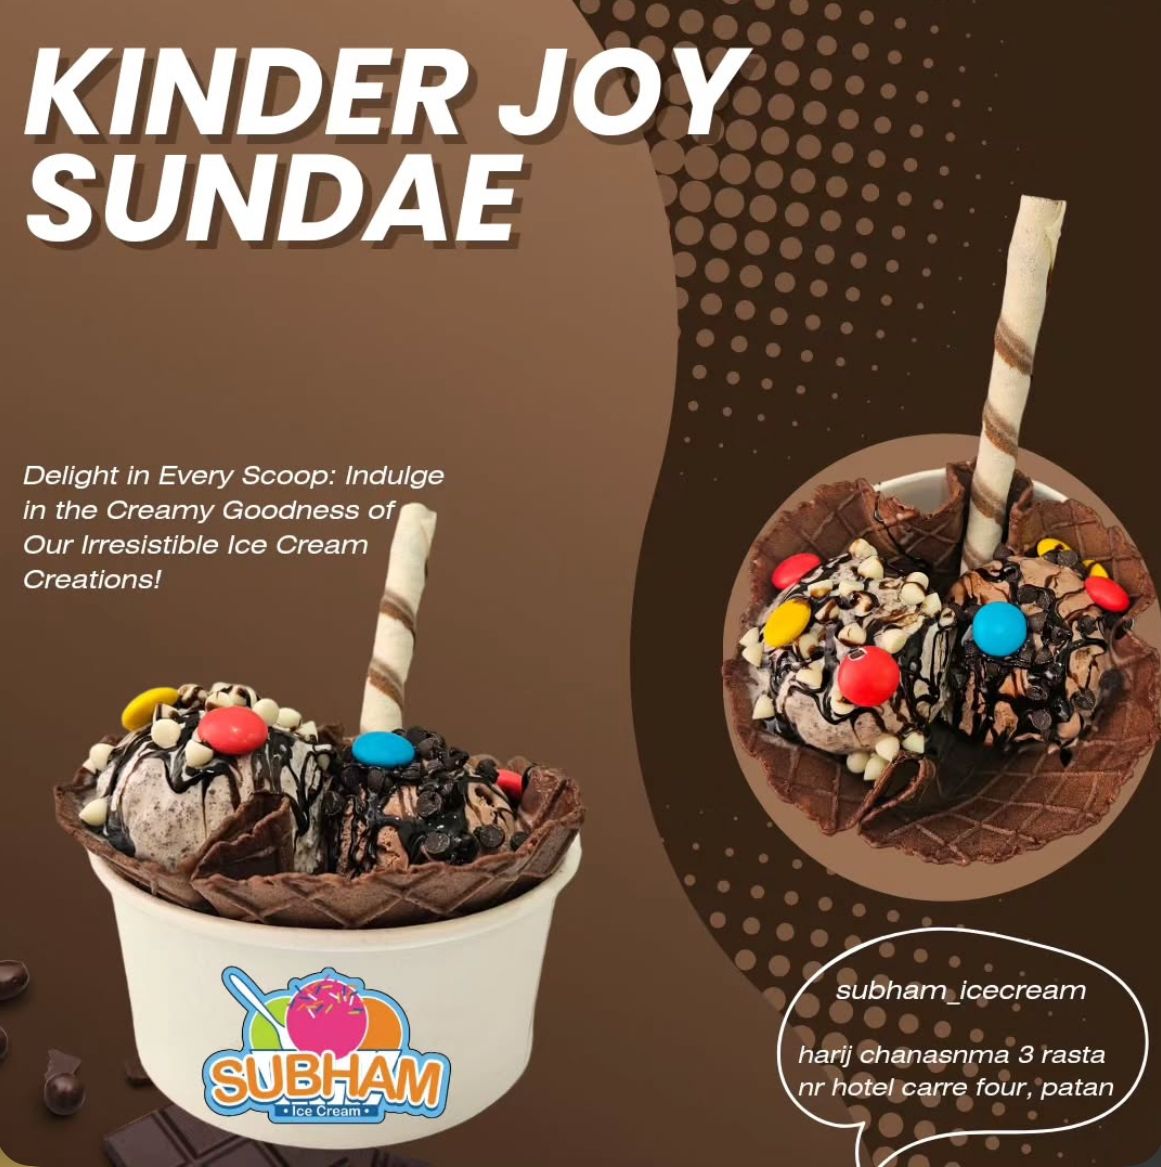 KINDER JOY
SUNDAE
Delight in Every Scoop: Indulge
in the Creamy Goodness of
Our Irresistible Ice Cream
Creations!
SUBHAM
• Ice Cream •
subham_icecream
harij chanasnma 3 rasta
nr hotel carre four, patan